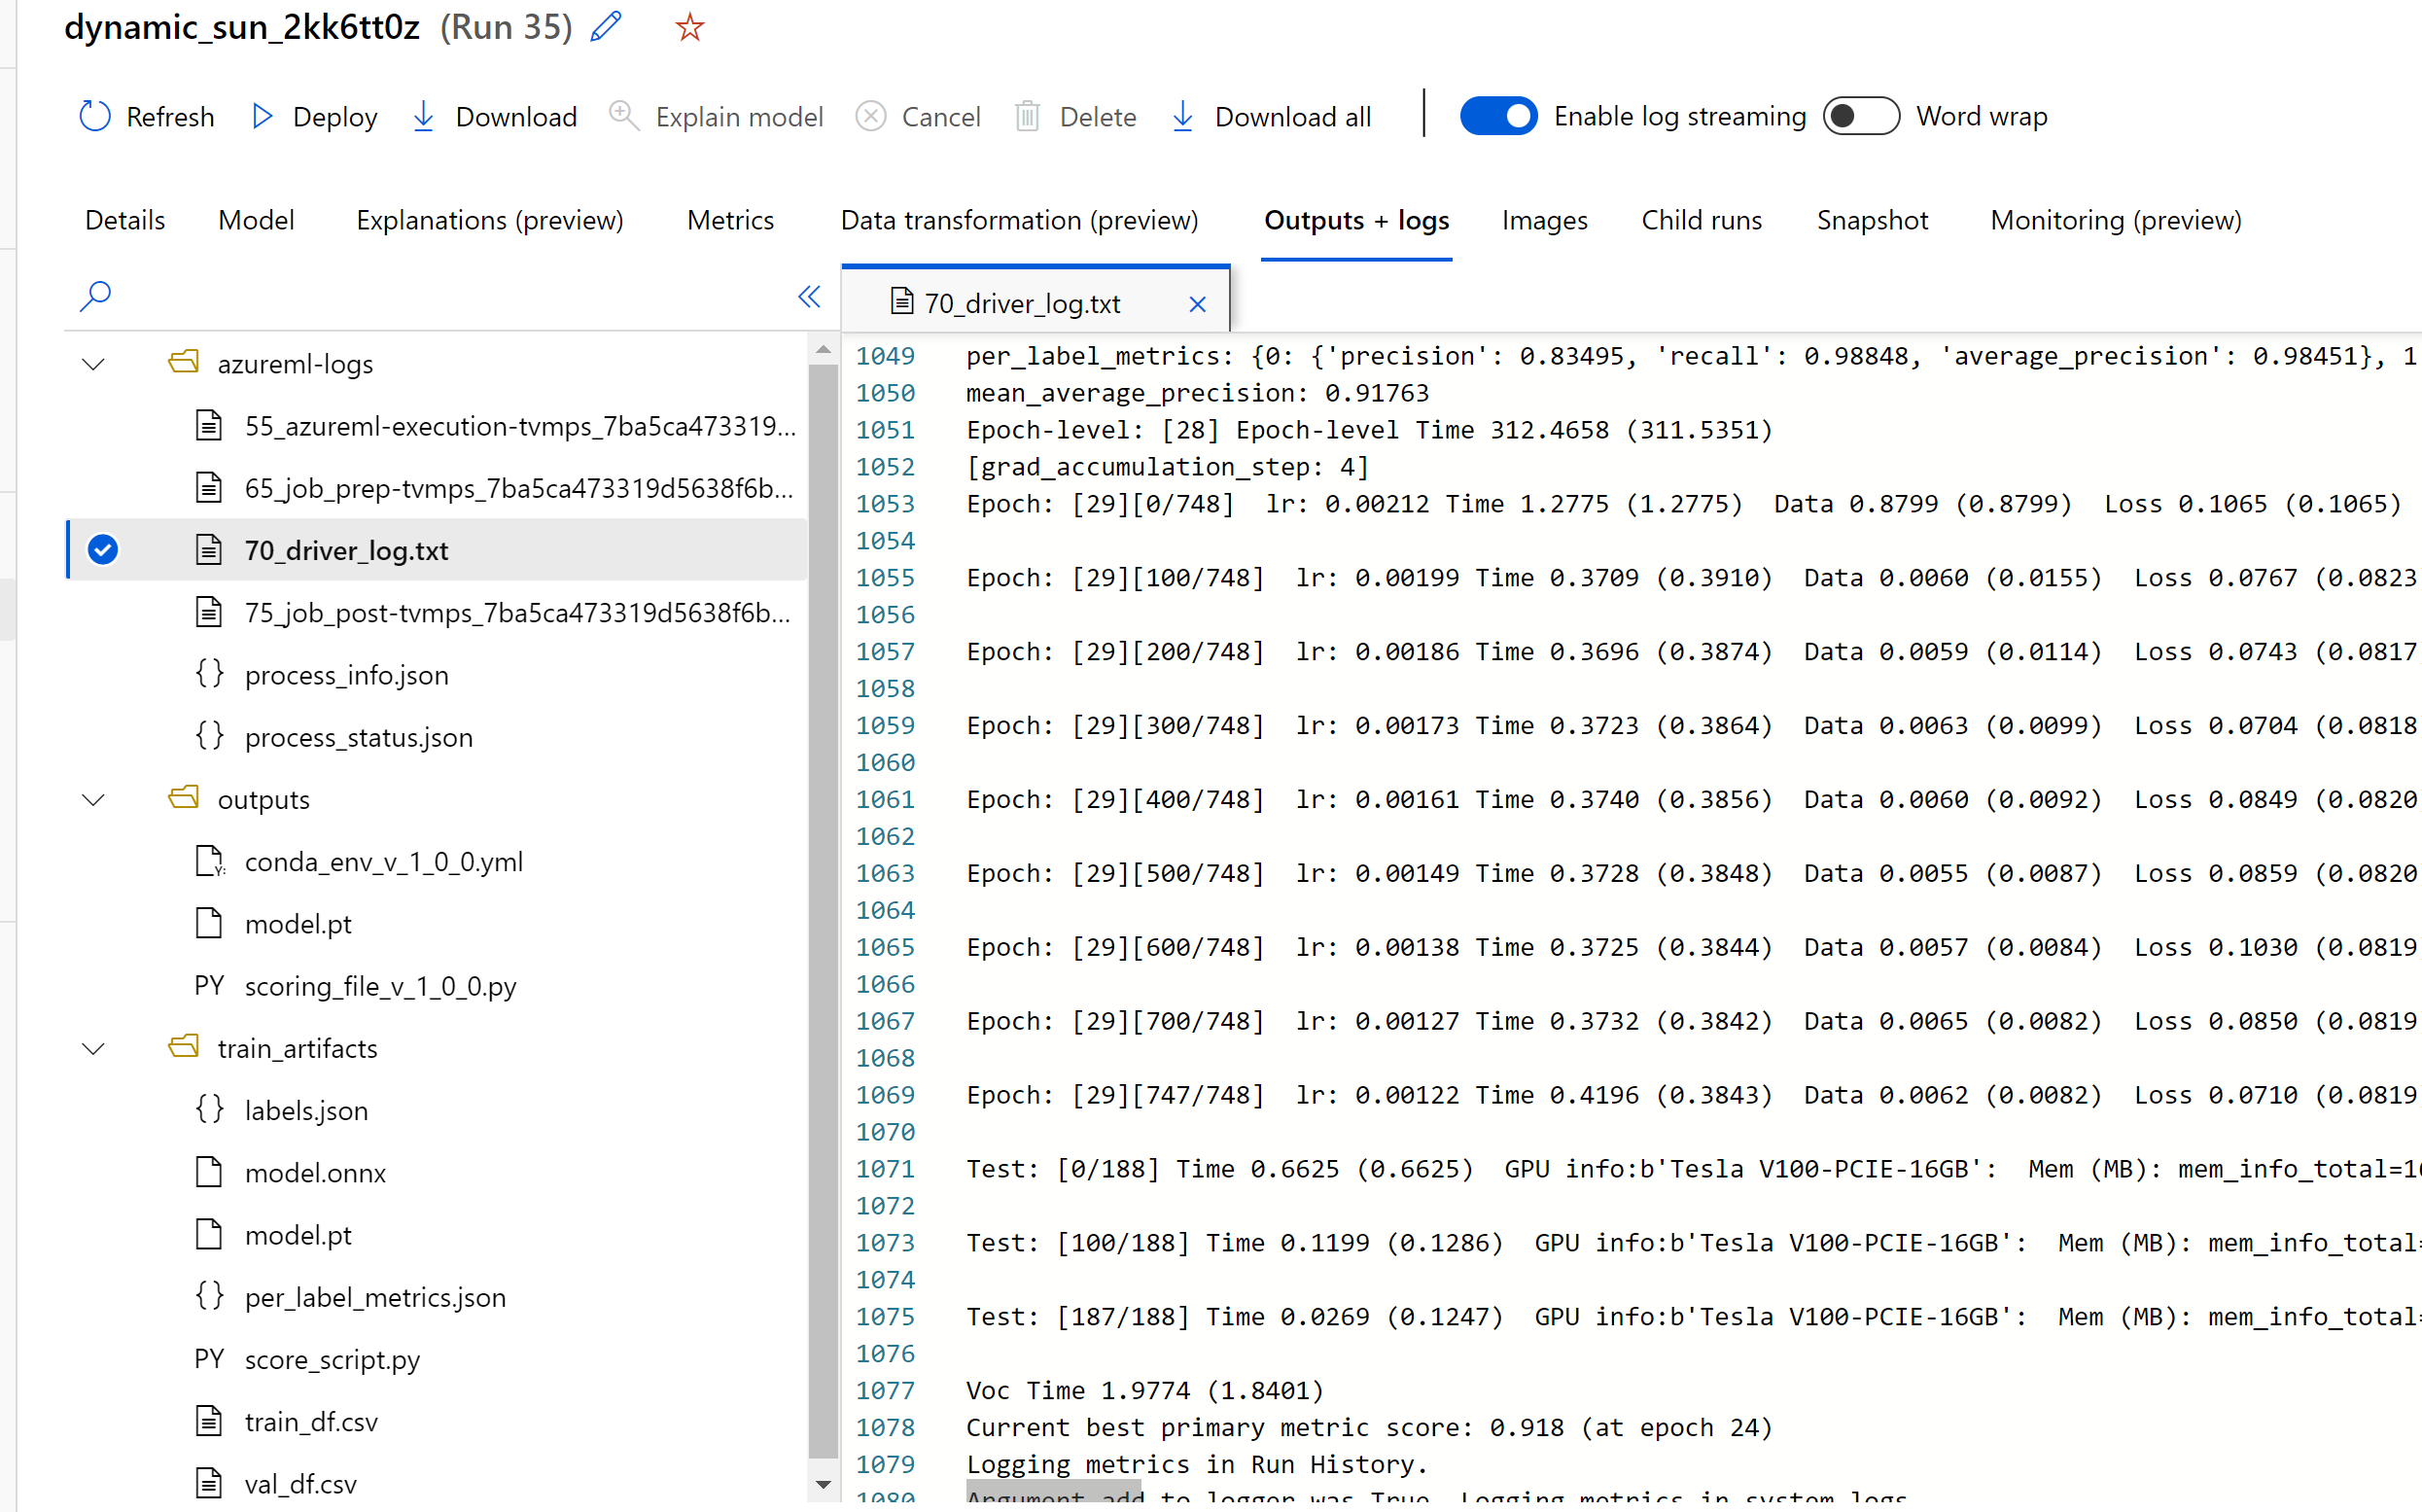 dynamic_sun_2kk6tt0z (Run 35)
Refresh Deploy Download Explain model Cancel Delete Download all Enable log streaming Word wrap
Details Model Explanations (preview) Metrics Data transformation (preview) Outputs + logs Images Child runs Snapshot Monitoring (preview)
azureml-logs
55_azureml-execution-tvmps_7ba5ca473319...
65_job_prep-tvmps_7ba5ca473319d5638f6b...
70_driver_log.txt
75_job_post-tvmps_7ba5ca473319d5638f6b...
process_info.json
process_status.json
outputs
conda_env_v_1_0_0.yml
model.pt
PY scoring_file_v_1_0_0.py
train_artifacts
labels.json
model.onnx
model.pt
per_label_metrics.json
PY score_script.py
train_df.csv
val_df.csv
70_driver_log.txt
1049 per_label_metrics: {0: {'precision': 0.83495, 'recall': 0.98848, 'average_precision': 0.98451}, 1
1050 mean_average_precision: 0.91763
1051 Epoch-level: [28] Epoch-level Time 312.4658 (311.5351)
1052 [grad_accumulation_step: 4]
1053 Epoch: [29][0/748] lr: 0.00212 Time 1.2775 (1.2775) Data 0.8799 (0.8799) Loss 0.1065 (0.1065)
1054
1055 Epoch: [29][100/748] lr: 0.00199 Time 0.3709 (0.3910) Data 0.0060 (0.0155) Loss 0.0767 (0.0823
1056
1057 Epoch: [29][200/748] lr: 0.00186 Time 0.3696 (0.3874) Data 0.0059 (0.0114) Loss 0.0743 (0.0817
1058
1059 Epoch: [29][300/748] lr: 0.00173 Time 0.3723 (0.3864) Data 0.0063 (0.0099) Loss 0.0704 (0.0818
1060
1061 Epoch: [29][400/748] lr: 0.00161 Time 0.3740 (0.3856) Data 0.0060 (0.0092) Loss 0.0849 (0.0820
1062
1063 Epoch: [29][500/748] lr: 0.00149 Time 0.3728 (0.3848) Data 0.0055 (0.0087) Loss 0.0859 (0.0820
1064
1065 Epoch: [29][600/748] lr: 0.00138 Time 0.3725 (0.3844) Data 0.0057 (0.0084) Loss 0.1030 (0.0819
1066
1067 Epoch: [29][700/748] lr: 0.00127 Time 0.3732 (0.3842) Data 0.0065 (0.0082) Loss 0.0850 (0.0819
1068
1069 Epoch: [29][747/748] lr: 0.00122 Time 0.4196 (0.3843) Data 0.0062 (0.0082) Loss 0.0710 (0.0819
1070
1071 Test: [0/188] Time 0.6625 (0.6625) GPU info:b'Tesla V100-PCIE-16GB': Mem (MB): mem_info_total=16
1072
1073 Test: [100/188] Time 0.1199 (0.1286) GPU info:b'Tesla V100-PCIE-16GB': Mem (MB): mem_info_total=
1074
1075 Test: [187/188] Time 0.0269 (0.1247) GPU info:b'Tesla V100-PCIE-16GB': Mem (MB): mem_info_total=
1076
1077 Voc Time 1.9774 (1.8401)
1078 Current best primary metric score: 0.918 (at epoch 24)
1079 Logging metrics in Run History.
1080 Argument add to logger was True. Logging metrics in system logs